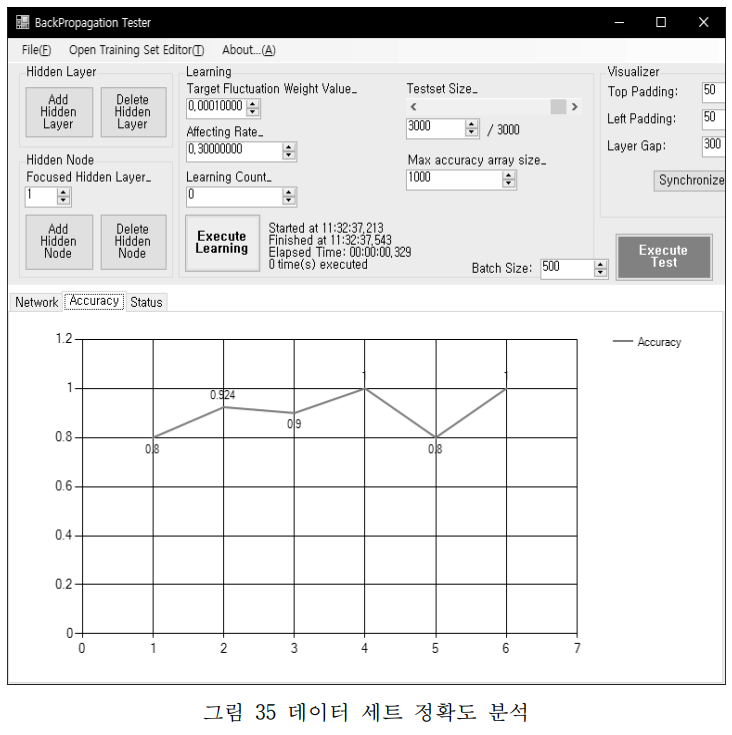 BackPropagation Tester
File(F) Open Training Set Editor(T) About...(A)
Hidden Layer
Add Hidden Layer
Delete Hidden Layer
Hidden Node
Focused Hidden Layer_
1
Add Hidden Node
Delete Hidden Node
Learning
Target Fluctuation Weight Value_
0,00010000
Affecting Rate_
0,30000000
Learning Count_
0
Execute Learning
Started at 11:32:37,213
Finished at 11:32:37,543
Elapsed Time: 00:00:00,329
0 time(s) executed
Testset Size_
3000 / 3000
Max accuracy array size_
1000
Batch Size: 500
Visualizer
Top Padding: 50
Left Padding: 50
Layer Gap: 300
Synchronize
Execute Test
Network Accuracy Status
1.2
1
0.8
0.6
0.4
0.2
0
0 1 2 3 4 5 6 7
0.8
0.924
0.9
1
0.8
1
Accuracy
그림 35 데이터 세트 정확도 분석